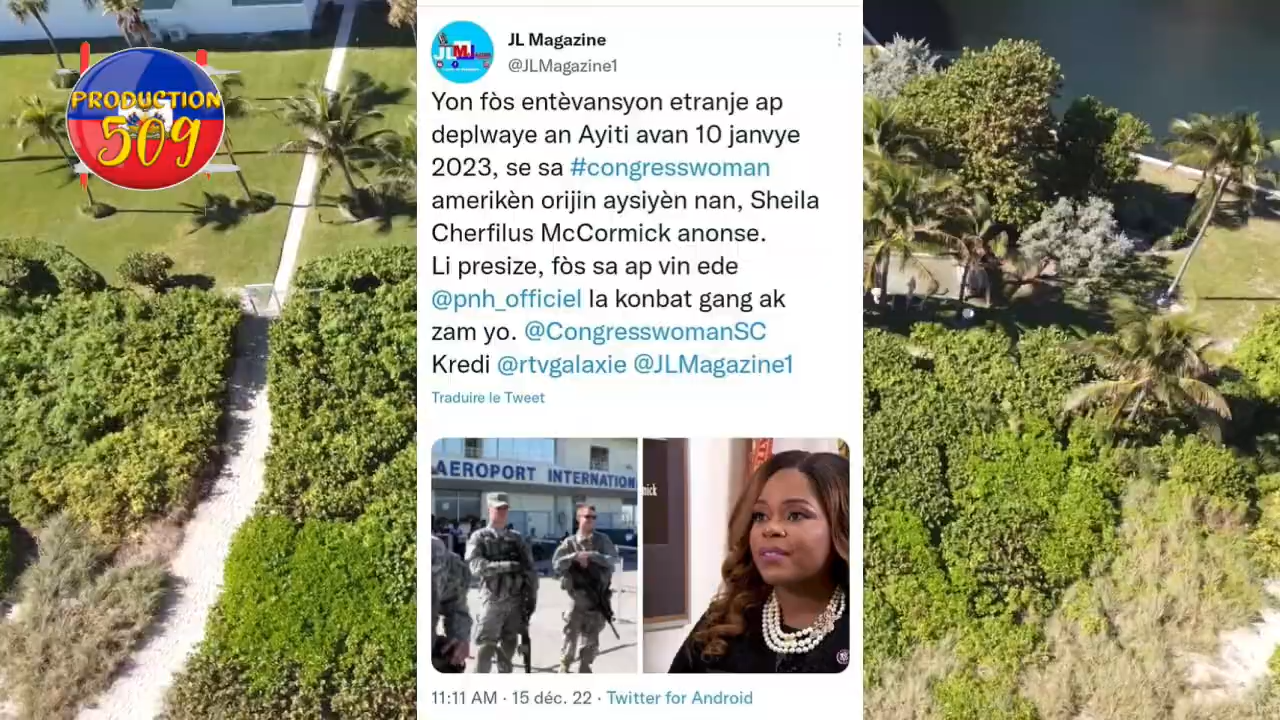 PRODUCTION
509
JL Magazine
@JLMagazine1
Yon fòs entèvansyon etranje ap
deplwaye an Ayiti avan 10 janvye
2023, se sa #congresswoman
amerikèn orijin aysiyèn nan, Sheila
Cherfilus McCormick anonse.
Li presize, fòs sa ap vin ede
@pnh_officiel la konbat gang ak
zam yo. @CongresswomanSC
Kredi @rtvgalaxie @JLMagazine1
Traduire le Tweet
AEROPORT INTERNATION
11:11 AM · 15 déc. 22 · Twitter for Android